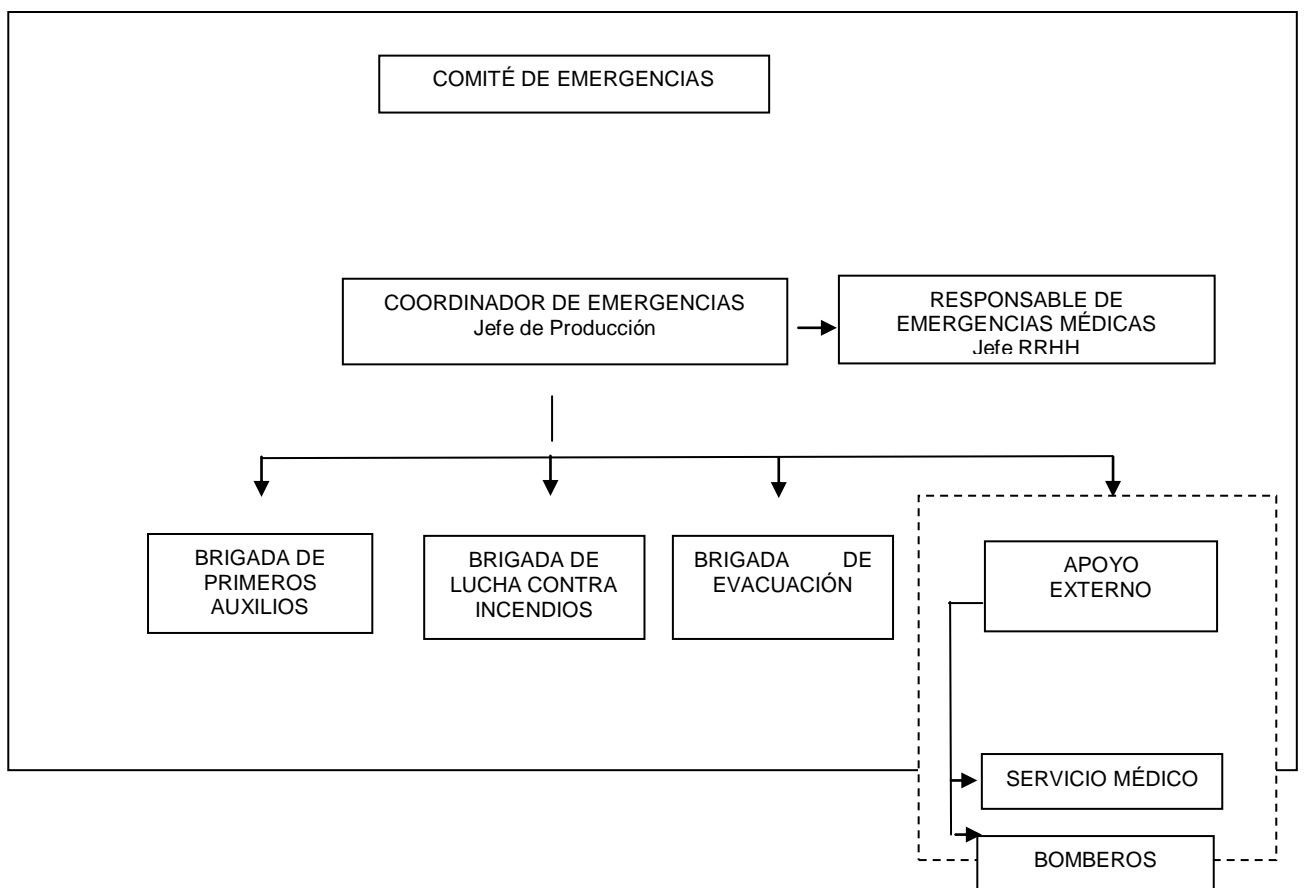 COMITÉ DE EMERGENCIAS
COORDINADOR DE EMERGENCIAS
Jefe de Producción
RESPONSABLE DE
EMERGENCIAS MÉDICAS
Jefe RRHH
BRIGADA DE
PRIMEROS
AUXILIOS
BRIGADA DE
LUCHA CONTRA
INCENDIOS
BRIGADA DE
EVACUACIÓN
APOYO
EXTERNO
SERVICIO MÉDICO
BOMBEROS